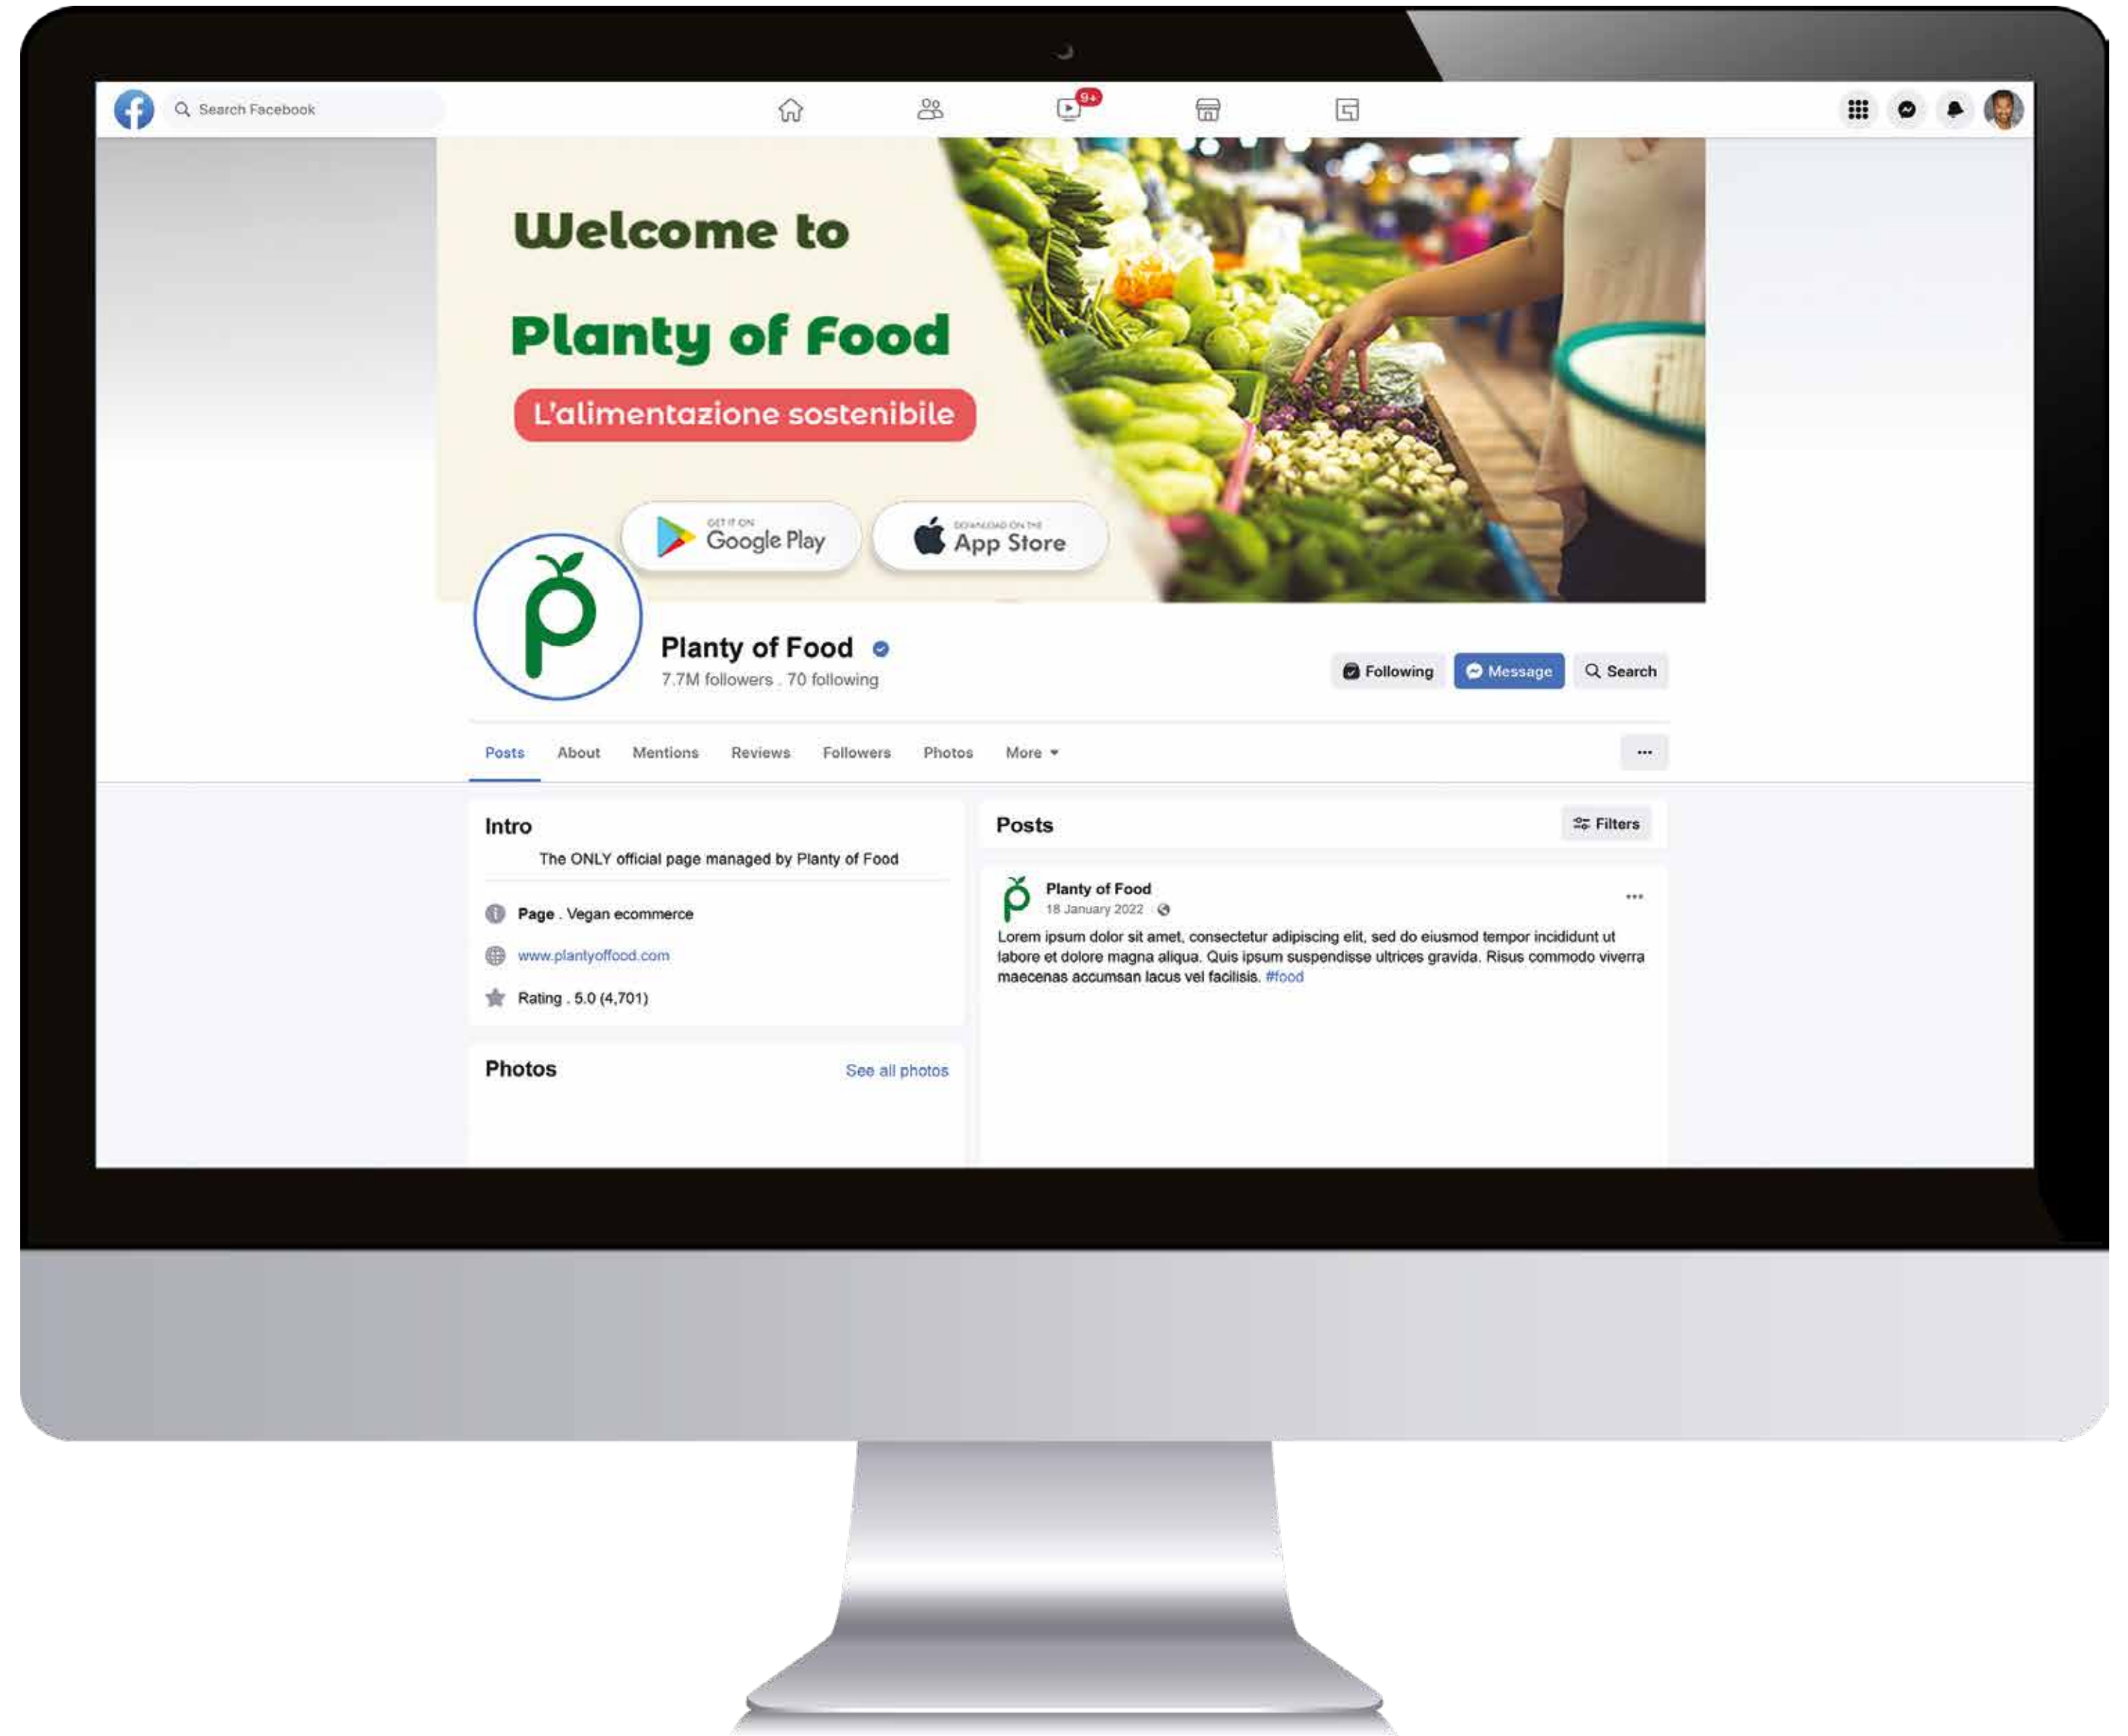 Search Facebook
9+
Welcome to
Planty of Food
L'alimentazione sostenibile
GET IT ON
Google Play
DOWNLOAD ON THE
App Store
Planty of Food
7.7M followers . 70 following
Following
Message
Search
Posts
About
Mentions
Reviews
Followers
Photos
More
Intro
The ONLY official page managed by Planty of Food
Page . Vegan ecommerce
www.plantyoffood.com
Rating . 5.0 (4,701)
Photos
See all photos
Posts
Filters
Planty of Food
18 January 2022
Lorem ipsum dolor sit amet, consectetur adipiscing elit, sed do eiusmod tempor incididunt ut
labore et dolore magna aliqua. Quis ipsum suspendisse ultrices gravida. Risus commodo viverra
maecenas accumsan lacus vel facilisis. #food